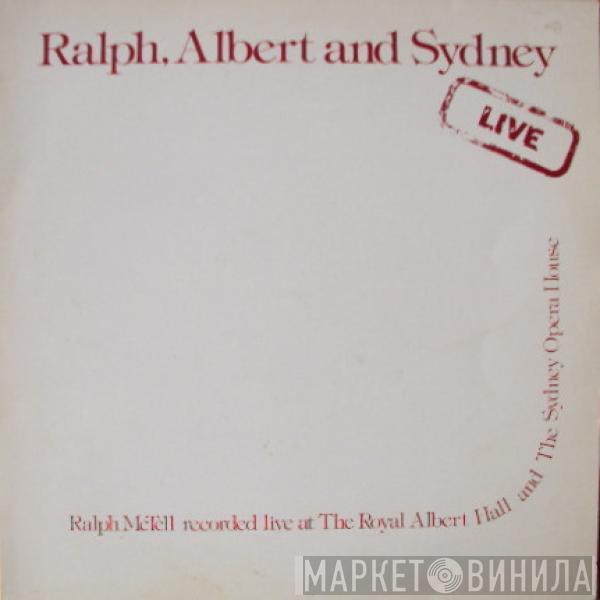 Ralph, Albert and Sydney
LIVE
Ralph McTell recorded live at The Royal Albert Hall and The Sydney Opera House
МАРКЕТ ВИНИЛА